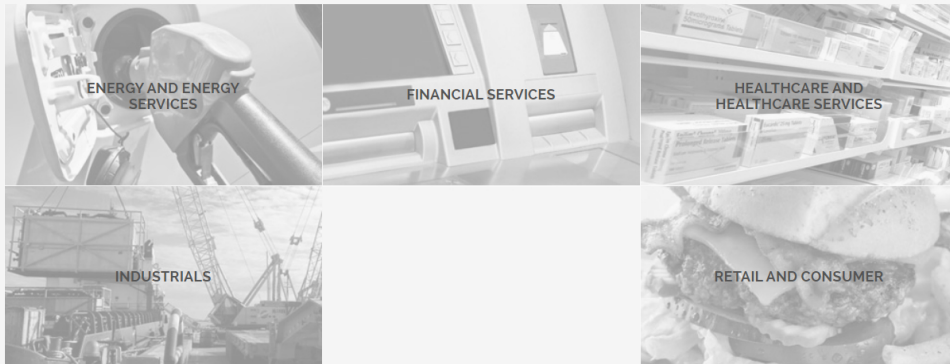 ENERGY AND ENERGY
SERVICES
FINANCIAL SERVICES
HEALTHCARE AND
HEALTHCARE SERVICES
INDUSTRIALS
RETAIL AND CONSUMER